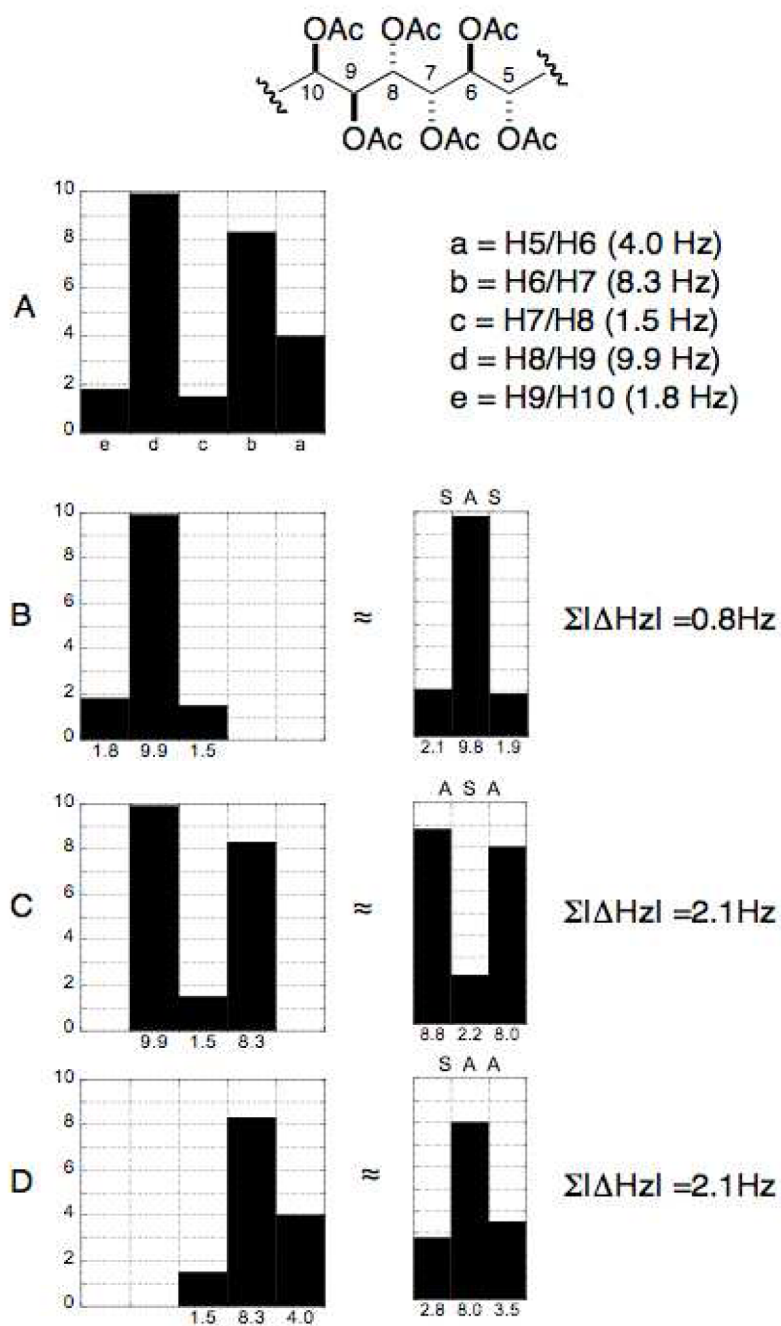 OAc OAc OAc
10 9 8 7 6 5
OAc OAc OAc
A
10
8
6
4
2
0
e d c b a
a = H5/H6 (4.0 Hz)
b = H6/H7 (8.3 Hz)
c = H7/H8 (1.5 Hz)
d = H8/H9 (9.9 Hz)
e = H9/H10 (1.8 Hz)
B
10
8
6
4
2
0
1.8 9.9 1.5
≈
S A S
2.1 9.8 1.9
Σ|ΔHz| =0.8Hz
C
10
8
6
4
2
0
9.9 1.5 8.3
≈
A S A
8.8 2.2 8.0
Σ|ΔHz| =2.1Hz
D
10
8
6
4
2
0
1.5 8.3 4.0
≈
S A A
2.8 8.0 3.5
Σ|ΔHz| =2.1Hz